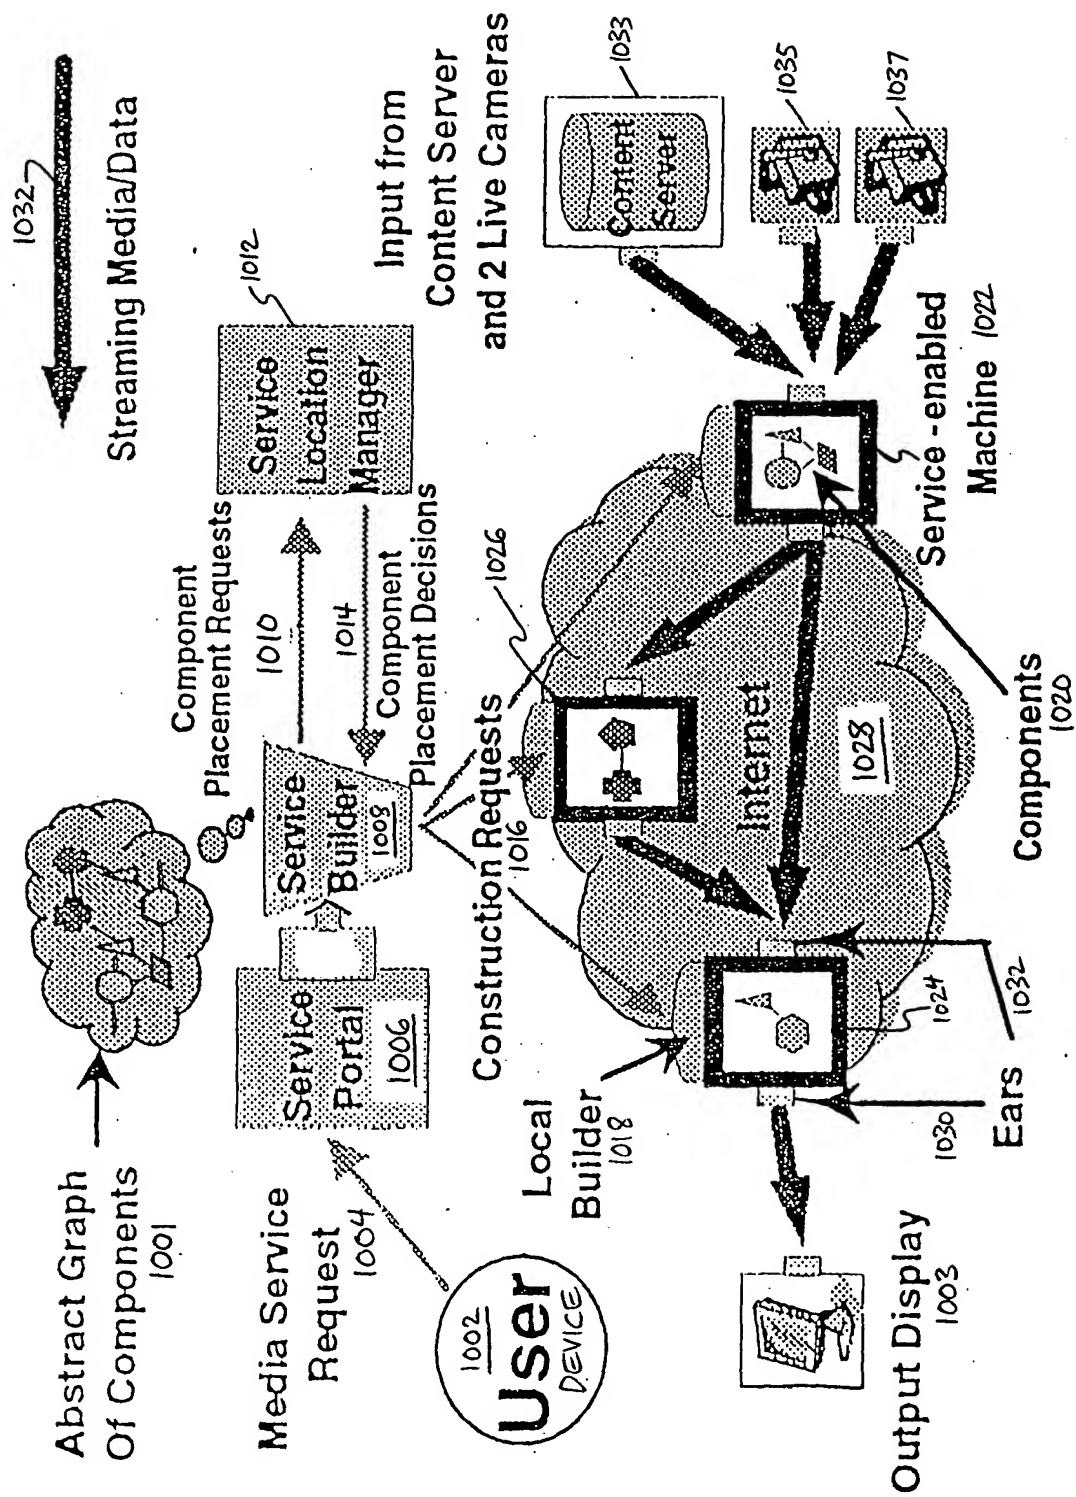 1032
Streaming Media/Data
Abstract Graph
Of Components
1001
Component
Placement Requests
1010
1014
Component
Placement Decisions
Service
Location
Manager
1012
Media Service
Request
1004
1002
User
DEVICE
Service
Portal
1006
Service
Builder
1008
Construction Requests
1016
Input from
Content Server
and 2 Live Cameras
1033
Content
Server
1035
1037
1026
Internet
1028
Service-enabled
Machine 1022
Components
1020
Local
Builder
1018
1024
1032
1030
Ears
Output Display
1003